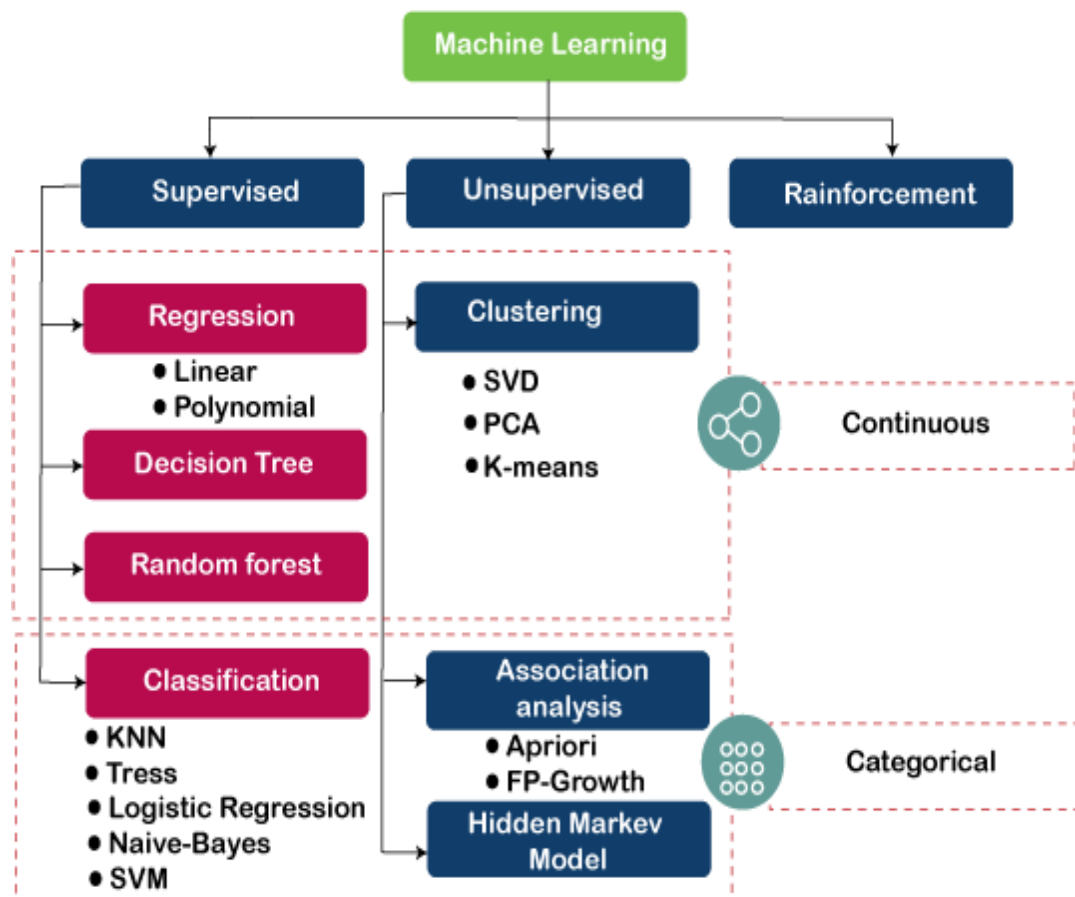 Machine Learning
Supervised
Unsupervised
Rainforcement
Regression
● Linear
● Polynomial
Decision Tree
Random forest
Clustering
● SVD
● PCA
● K-means
Continuous
Classification
● KNN
● Tress
● Logistic Regression
● Naive-Bayes
● SVM
Association
analysis
● Apriori
● FP-Growth
Hidden Markev
Model
Categorical